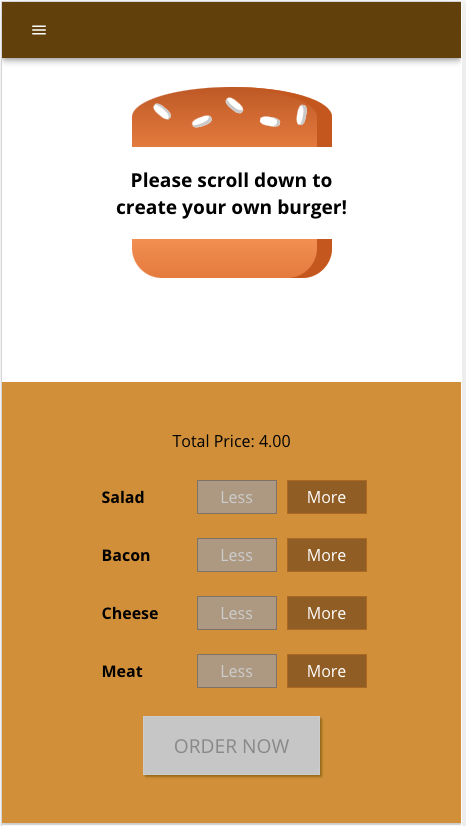 Please scroll down to
create your own burger!
Total Price: 4.00
Salad Less More
Bacon Less More
Cheese Less More
Meat Less More
ORDER NOW